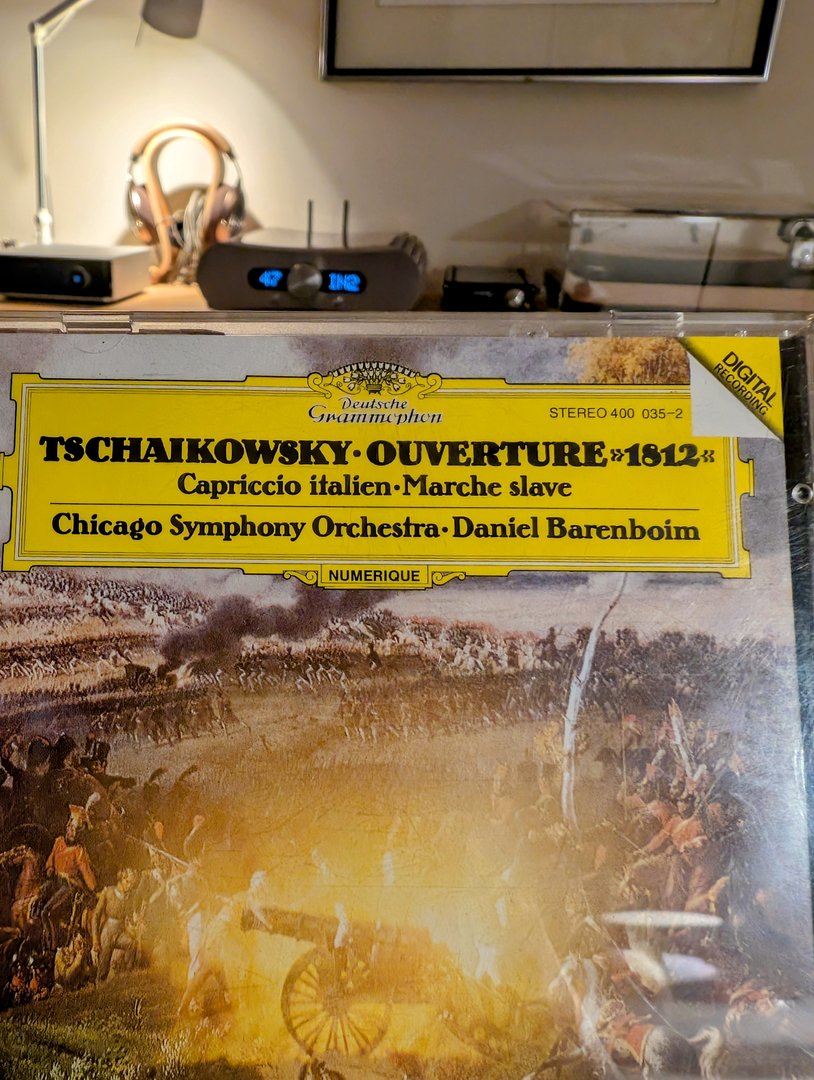 47 IN2
DIGITAL
RECORDING
Deutsche
Grammophon
STEREO 400 035-2
TSCHAIKOWSKY · OUVERTURE »1812«
Capriccio italien · Marche slave
Chicago Symphony Orchestra · Daniel Barenboim
NUMERIQUE